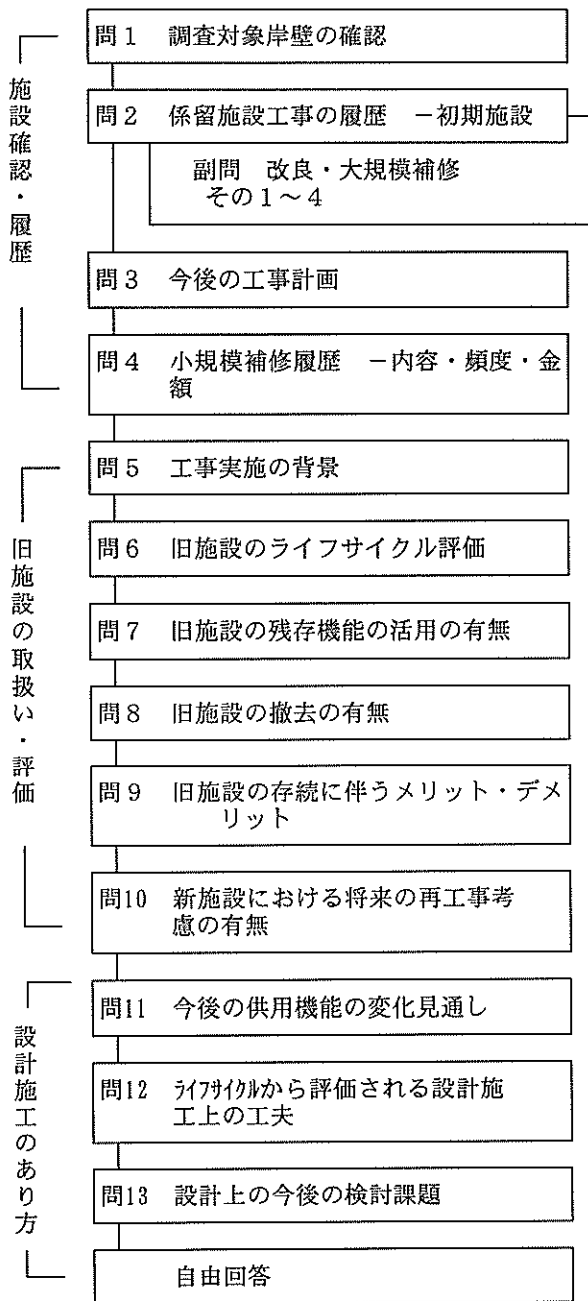 施設確認・履歴
問1 調査対象岸壁の確認
問2 係留施設工事の履歴 －初期施設
副問 改良・大規模補修
その1～4
問3 今後の工事計画
問4 小規模補修履歴 －内容・頻度・金
額
旧施設の取扱い・評価
問5 工事実施の背景
問6 旧施設のライフサイクル評価
問7 旧施設の残存機能の活用の有無
問8 旧施設の撤去の有無
問9 旧施設の存続に伴うメリット・デメ
リット
問10 新施設における将来の再工事考
慮の有無
設計施工のあり方
問11 今後の供用機能の変化見通し
問12 ﾗｲﾌｻｲｸﾙから評価される設計施
工上の工夫
問13 設計上の今後の検討課題
自由回答